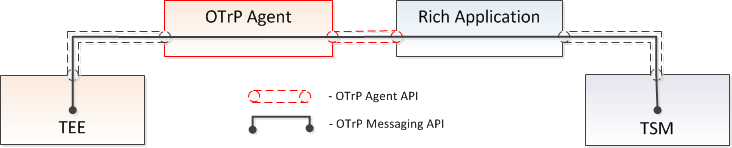 OTrP Agent
Rich Application
TEE
- OTrP Agent API
- OTrP Messaging API
TSM